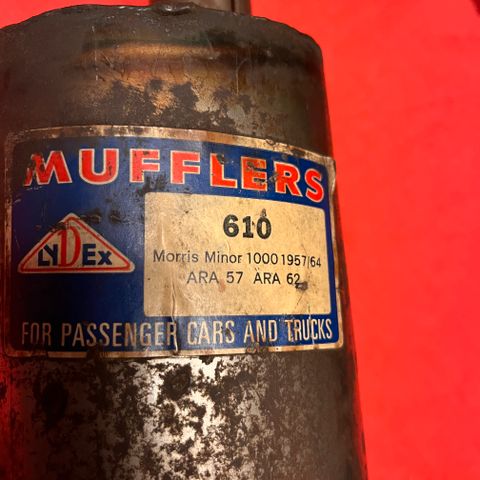 MUFFLERS
610
LYDEX
Morris Minor 1000 1957/64
ARA 57 ARA 62
FOR PASSENGER CARS AND TRUCKS